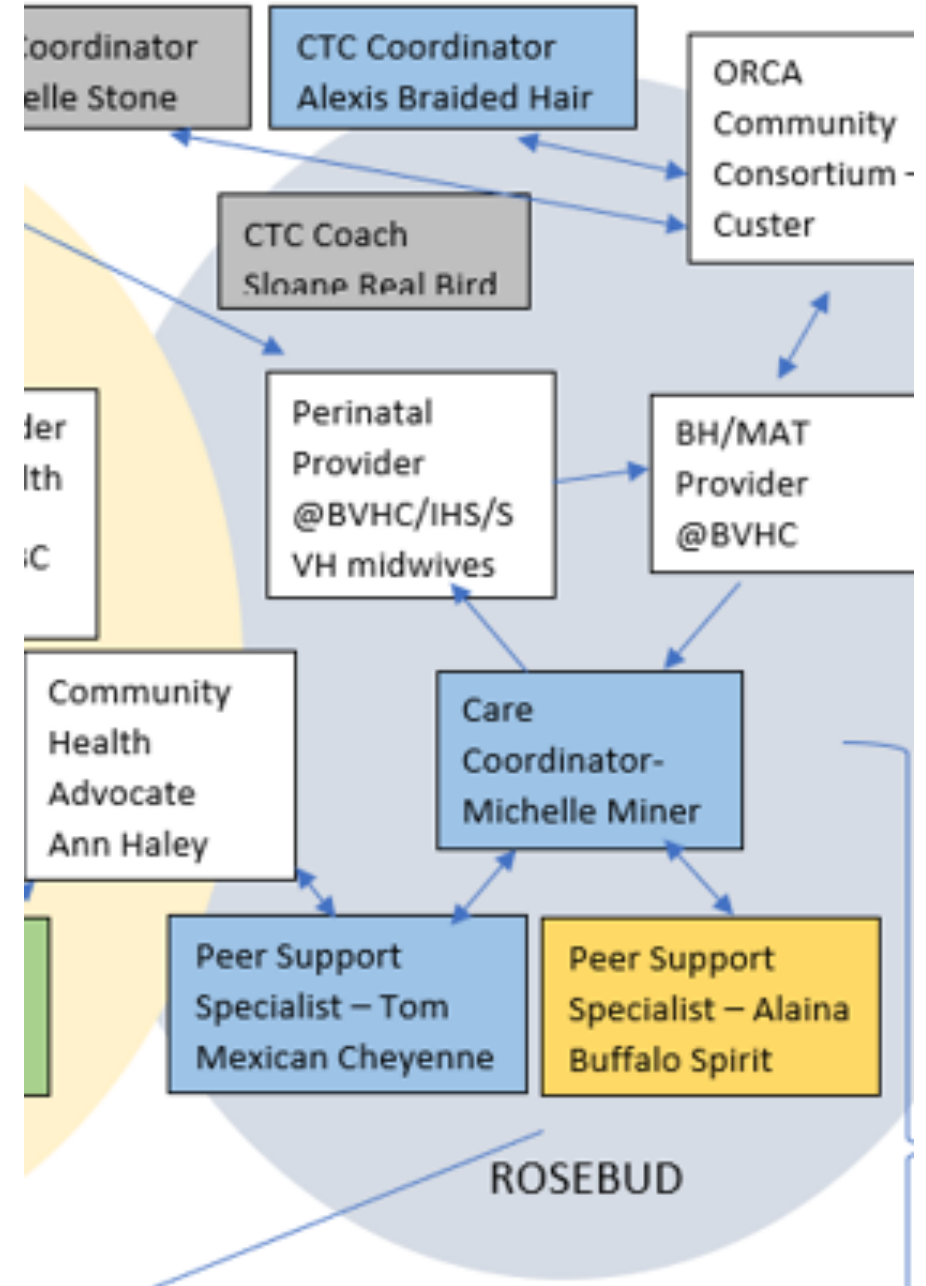 oordinator
elle Stone
CTC Coordinator
Alexis Braided Hair
ORCA
Community
Consortium -
Custer
CTC Coach
Sloane Real Bird
Perinatal
Provider
@BVHC/IHS/S
VH midwives
BH/MAT
Provider
@BVHC
der
lth
Community
Health
Advocate
Ann Haley
Care
Coordinator-
Michelle Miner
Peer Support
Specialist – Tom
Mexican Cheyenne
Peer Support
Specialist – Alaina
Buffalo Spirit
ROSEBUD